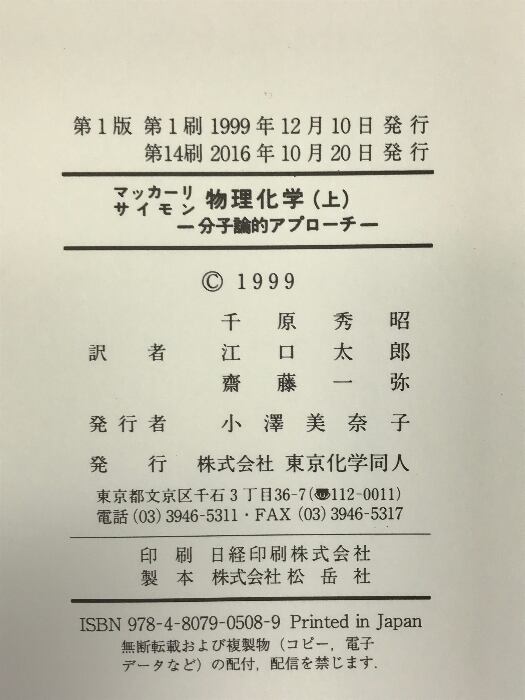 第1版 第1刷 1999年12月10日 発行
第14刷 2016年10月20日 発行
マッカーリ
サイモン 物理化学(上)
―分子論的アプローチ―
© 1999
千原秀昭
訳者 江口太郎
齋藤一弥
発行者 小澤美奈子
発行 株式会社 東京化学同人
東京都文京区千石3丁目36-7(〠112-0011)
電話 (03) 3946-5311・FAX (03) 3946-5317
印刷 日経印刷株式会社
製本 株式会社 松岳社
ISBN 978-4-8079-0508-9 Printed in Japan
無断転載および複製物(コピー,電子
データなど)の配付,配信を禁じます.